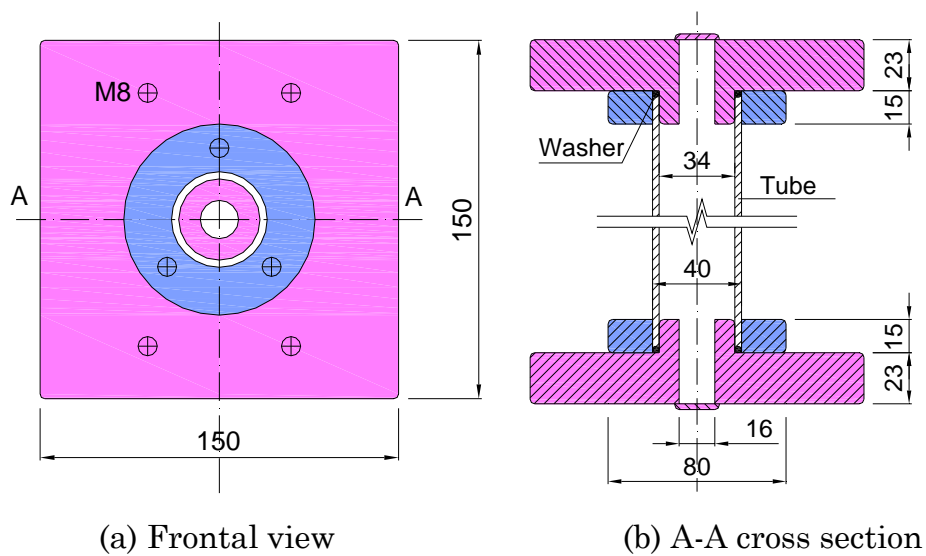 M8
A
A
150
150
(a) Frontal view
23
15
Washer
34
Tube
40
15
23
16
80
(b) A-A cross section